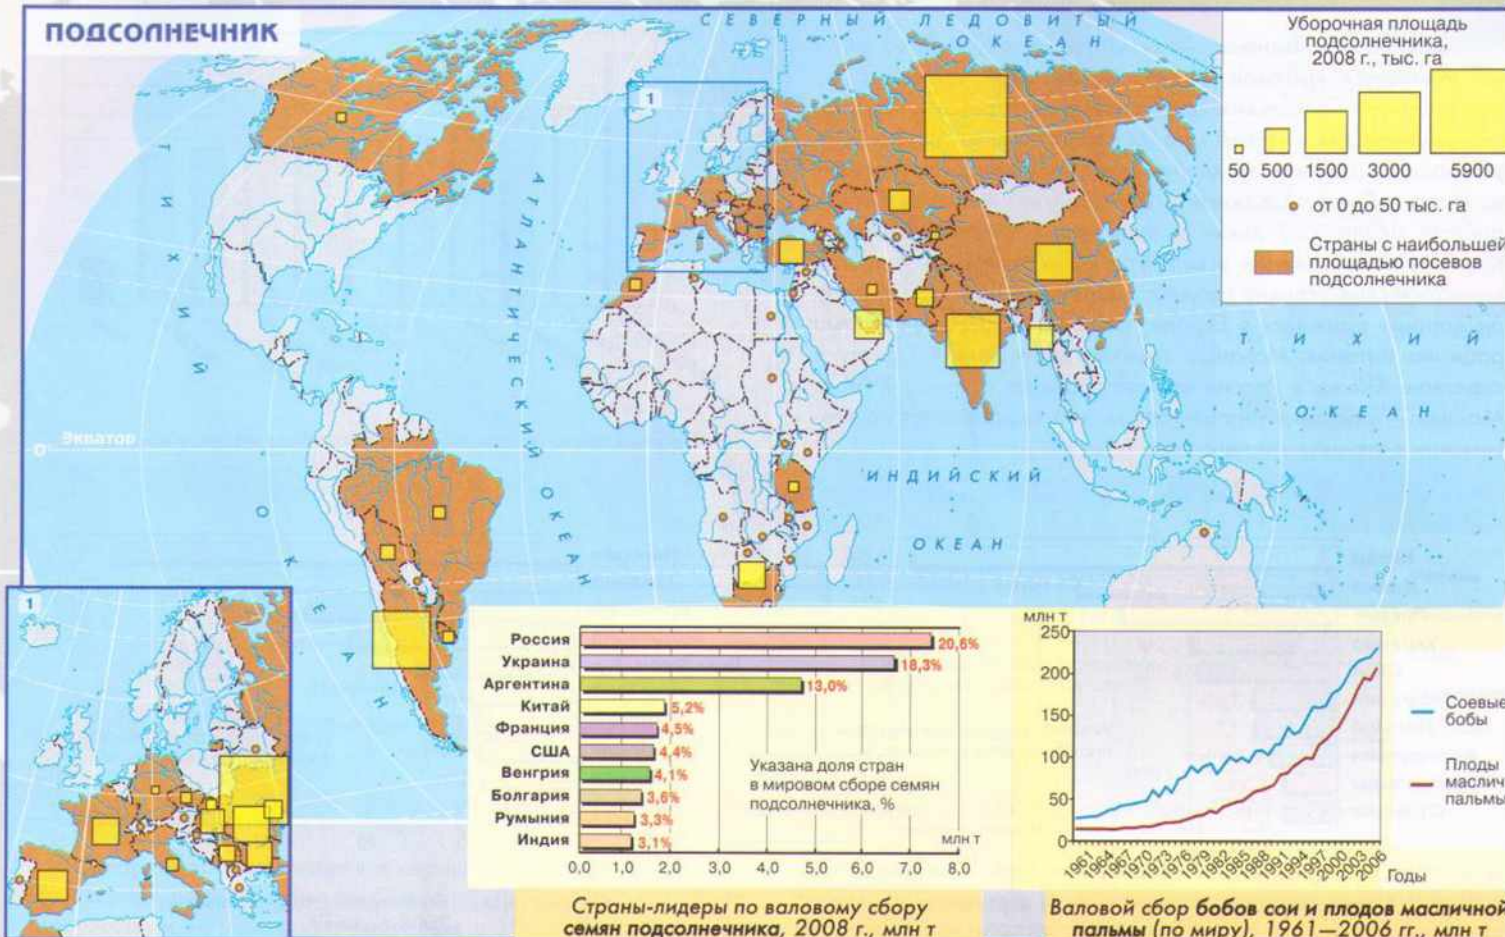 ПОДСОЛНЕЧНИК
СЕВЕРНЫЙ ЛЕДОВИТЫЙ
ОКЕАН
ТИХИЙ
ОКЕАН
АТЛАНТИЧЕСКИЙ ОКЕАН
ТИХИЙ
ОКЕАН
ИНДИЙСКИЙ
ОКЕАН
0 Экватор
1
Уборочная площадь
подсолнечника,
2008 г., тыс. га
50 500 1500 3000 5900
от 0 до 50 тыс. га
Страны с наибольшей
площадью посевов
подсолнечника
1
Россия 20,6%
Украина 18,3%
Аргентина 13,0%
Китай 5,2%
Франция 4,5%
США 4,4%
Венгрия 4,1%
Болгария 3,6%
Румыния 3,3%
Индия 3,1%
Указана доля стран
в мировом сборе семян
подсолнечника, %
млн т
0,0 1,0 2,0 3,0 4,0 5,0 6,0 7,0 8,0
Страны-лидеры по валовому сбору
семян подсолнечника, 2008 г., млн т
млн т
250
200
150
100
50
0
1961 1964 1967 1970 1973 1976 1979 1982 1985 1988 1991 1994 1997 2000 2003 2006
Годы
Соевые
бобы
Плоды
маслич
пальмы
Валовой сбор бобов сои и плодов масличной
пальмы (по миру), 1961—2006 гг., млн т